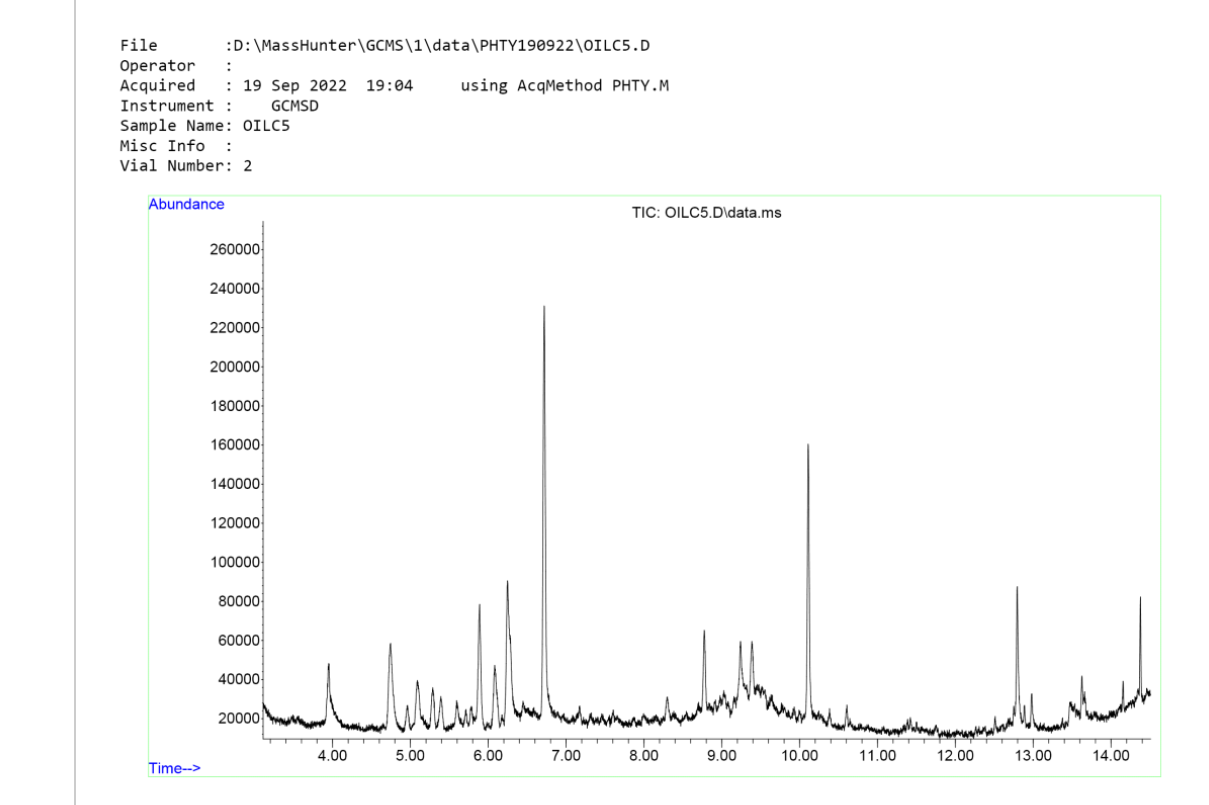 File        :D:\MassHunter\GCMS\1\data\PHTY190922\OILC5.D
Operator    :
Acquired    : 19 Sep 2022  19:04     using AcqMethod PHTY.M
Instrument :    GCMSD
Sample Name: OILC5
Misc Info  :
Vial Number: 2
Abundance
TIC: OILC5.D\data.ms
260000
240000
220000
200000
180000
160000
140000
120000
100000
80000
60000
40000
20000
4.00 5.00 6.00 7.00 8.00 9.00 10.00 11.00 12.00 13.00 14.00
Time-->